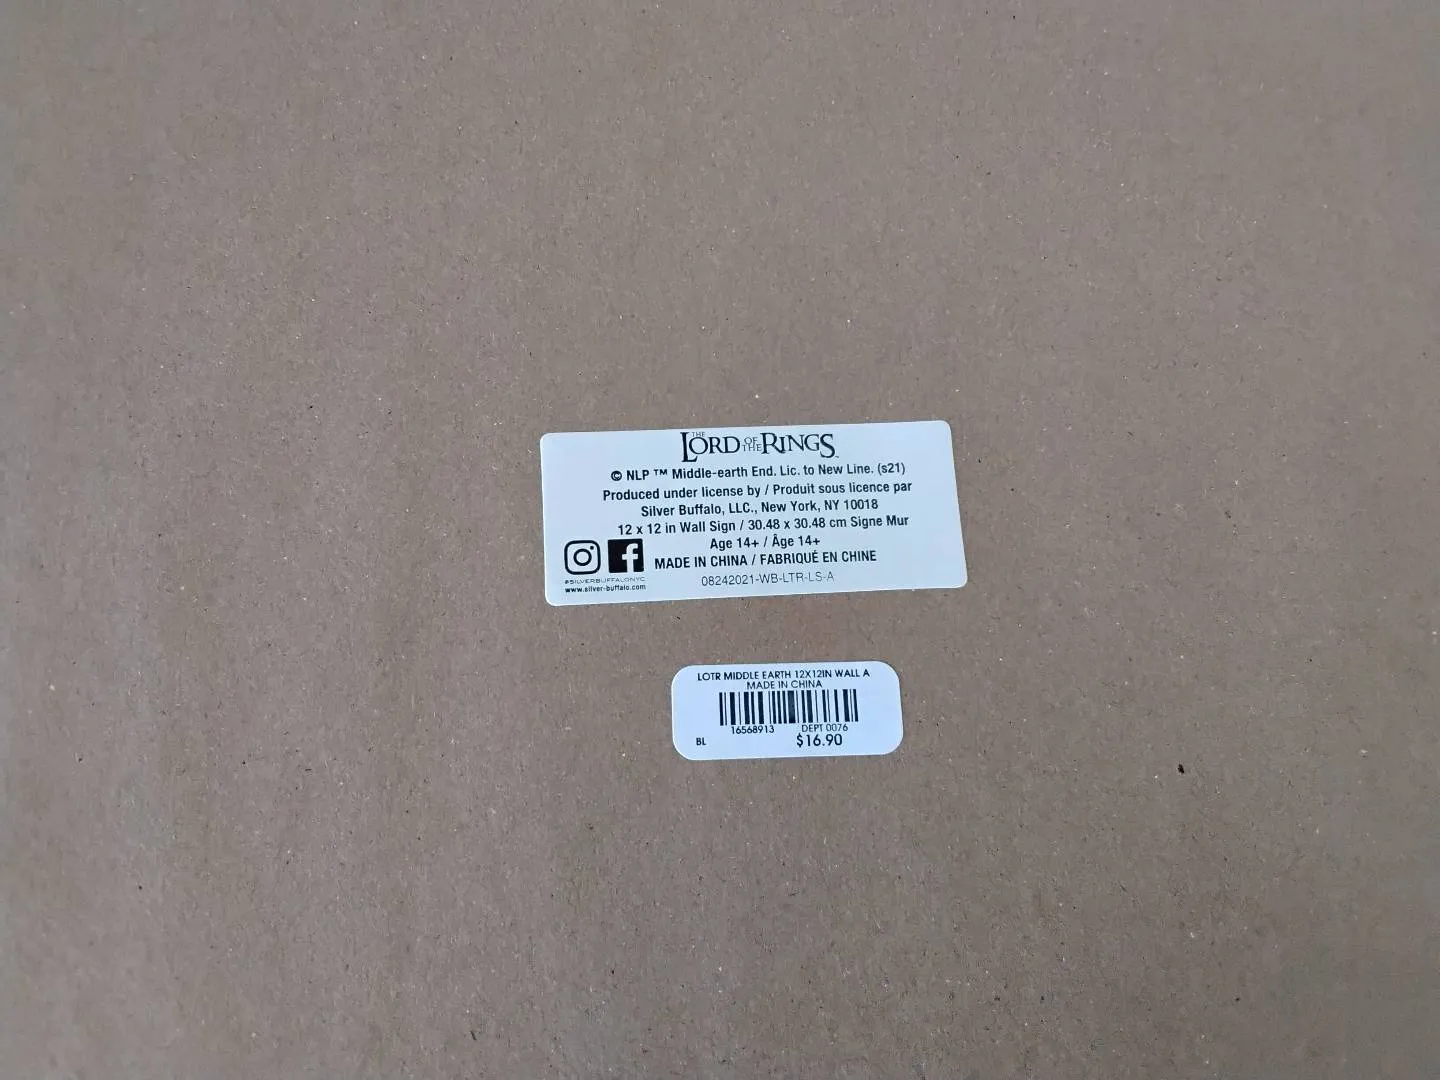 THE LORD OF THE RINGS™
© NLP ™ Middle-earth End. Lic. to New Line. (s21)
Produced under license by / Produit sous licence par
Silver Buffalo, LLC., New York, NY 10018
12 x 12 in Wall Sign / 30.48 x 30.48 cm Signe Mur
Age 14+ / Âge 14+
MADE IN CHINA / FABRIQUÉ EN CHINE
08242021-WB-LTR-LS-A
@SILVERBUFFALONYC
www.silver-buffalo.com
LOTR MIDDLE EARTH 12X12IN WALL A
MADE IN CHINA
16568913 DEPT 0076
BL $16.90